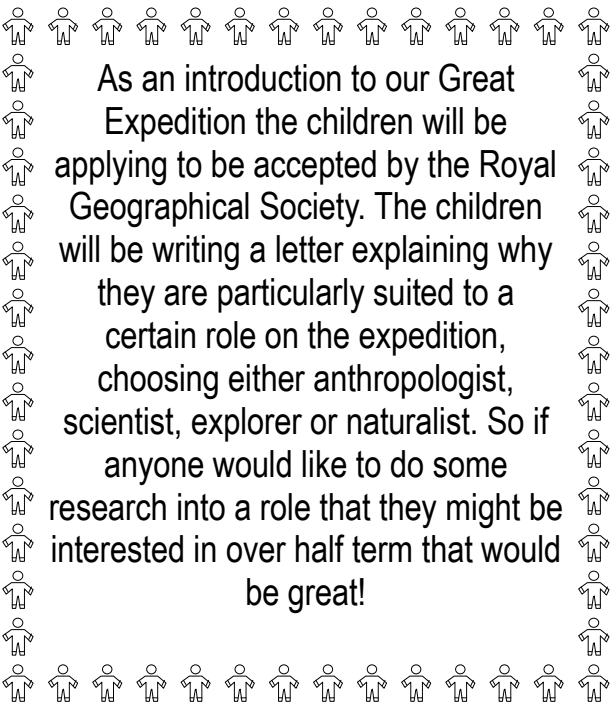 As an introduction to our Great
Expedition the children will be
applying to be accepted by the Royal
Geographical Society. The children
will be writing a letter explaining why
they are particularly suited to a
certain role on the expedition,
choosing either anthropologist,
scientist, explorer or naturalist. So if
anyone would like to do some
research into a role that they might be
interested in over half term that would
be great!